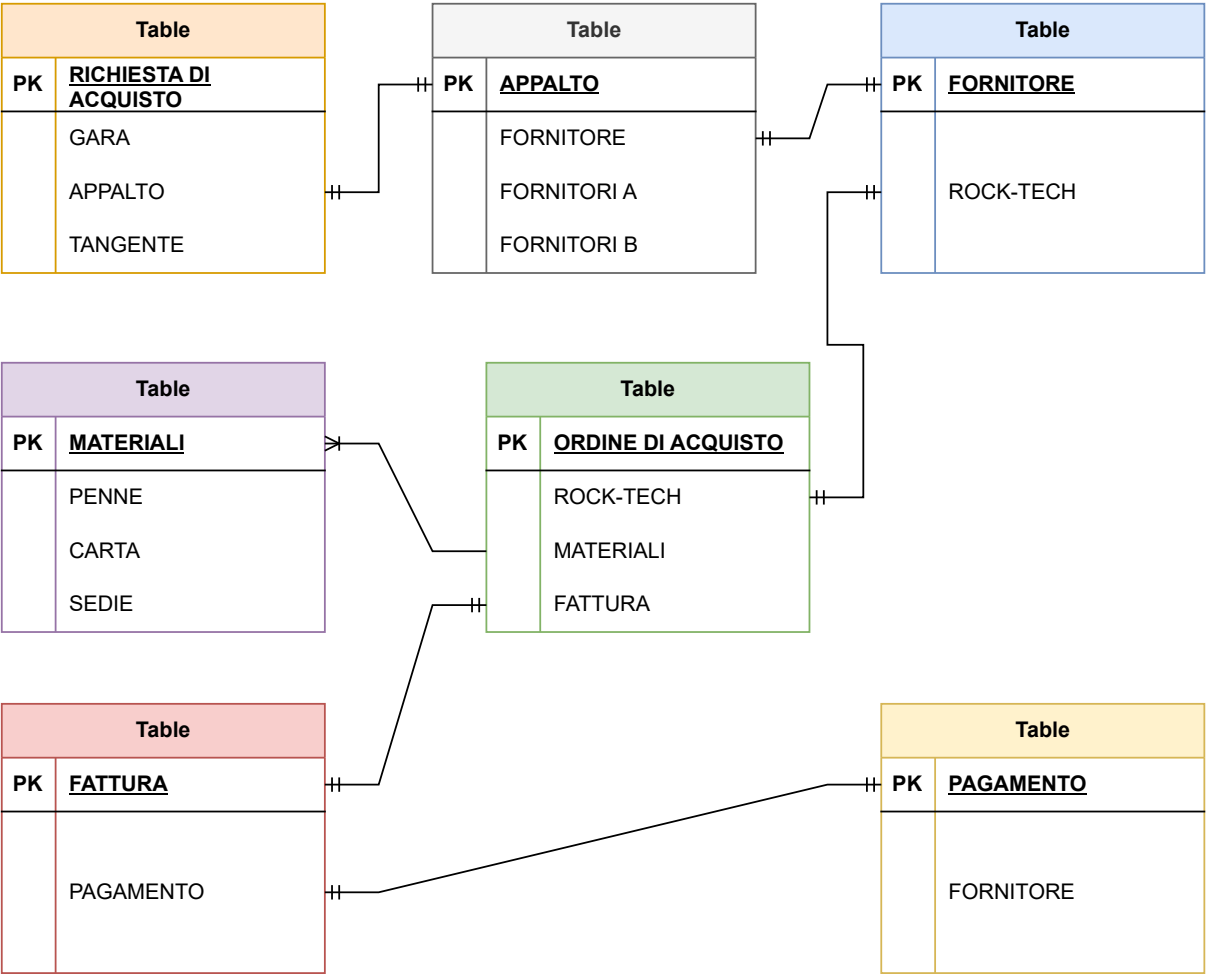 Table
PK
RICHIESTA DI
ACQUISTO
GARA
APPALTO
TANGENTE
Table
PK
APPALTO
FORNITORE
FORNITORI A
FORNITORI B
Table
PK
FORNITORE
ROCK-TECH
Table
PK
MATERIALI
PENNE
CARTA
SEDIE
Table
PK
ORDINE DI ACQUISTO
ROCK-TECH
MATERIALI
FATTURA
Table
PK
FATTURA
PAGAMENTO
Table
PK
PAGAMENTO
FORNITORE